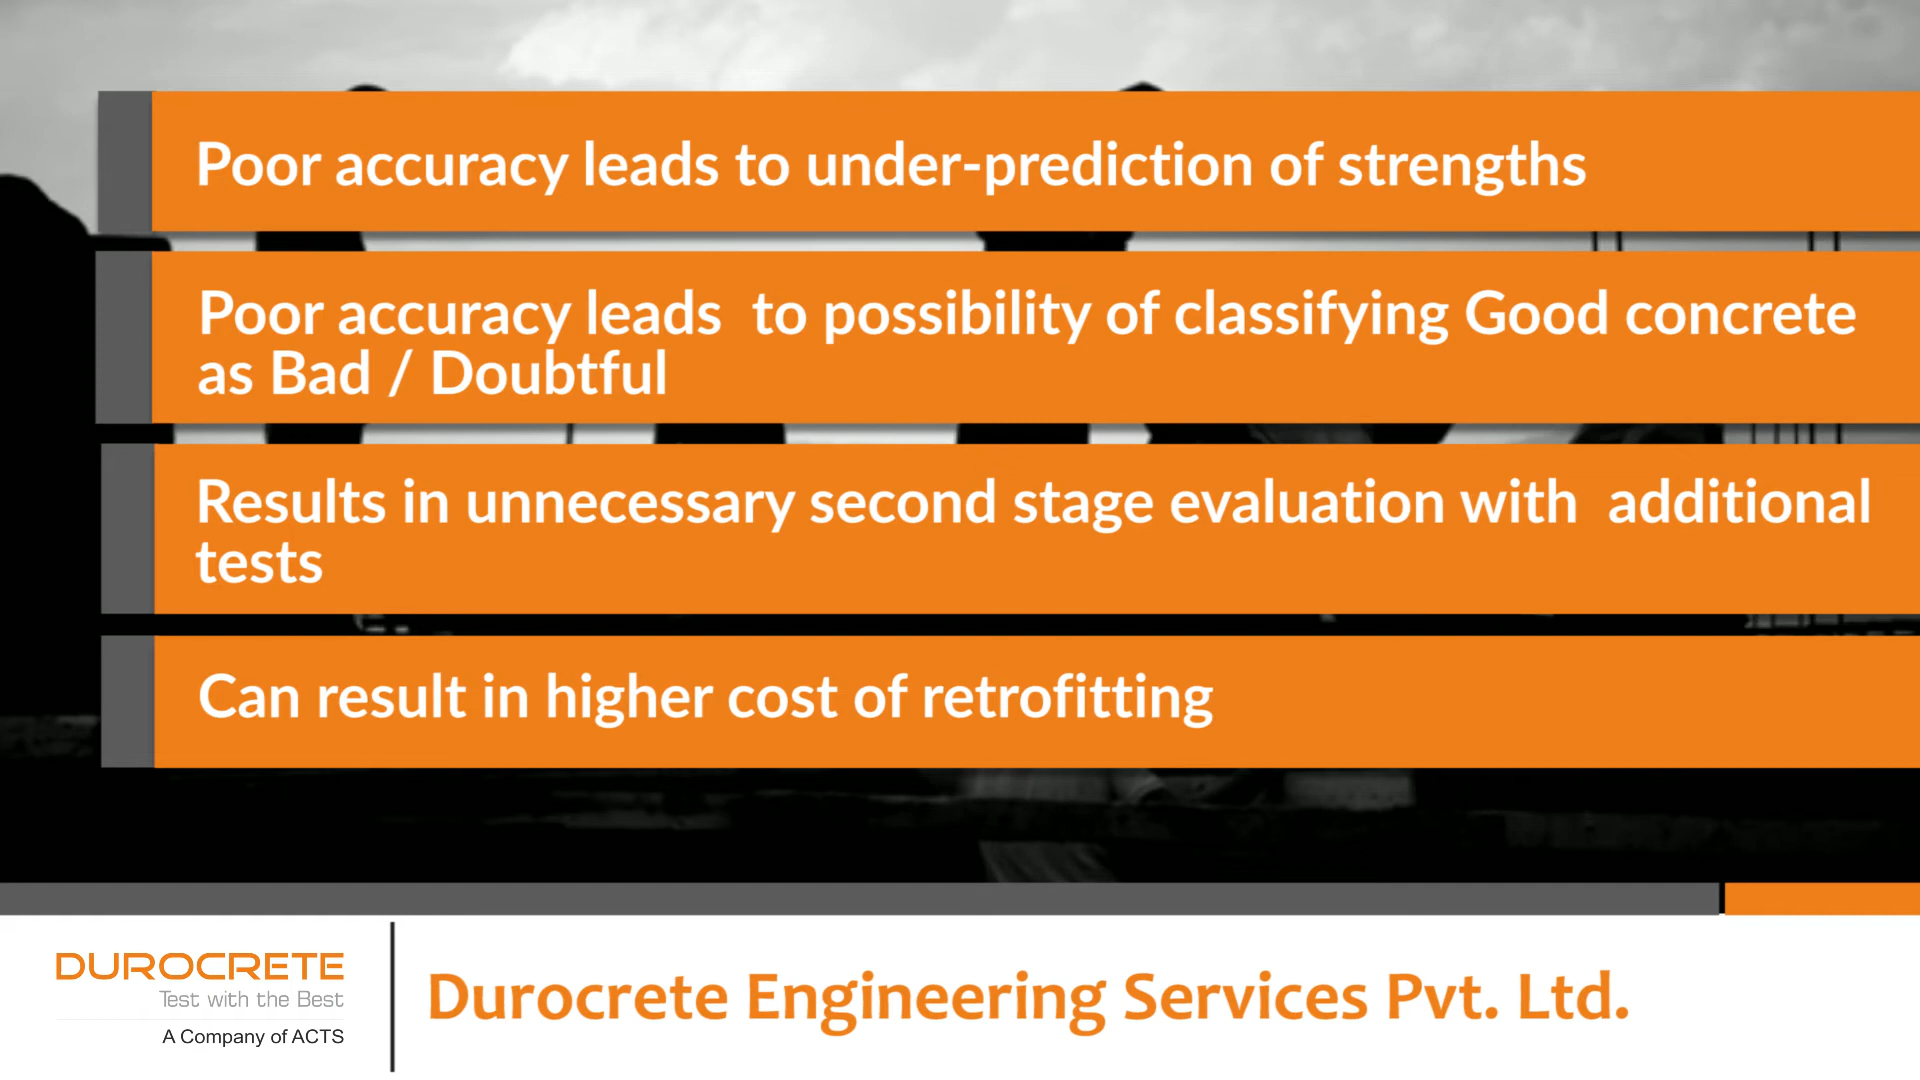 Poor accuracy leads to under-prediction of strengths
Poor accuracy leads  to possibility of classifying Good concrete
as Bad / Doubtful
Results in unnecessary second stage evaluation with  additional
tests
Can result in higher cost of retrofitting
DUROCRETE
Test with the Best
A Company of ACTS
Durocrete Engineering Services Pvt. Ltd.